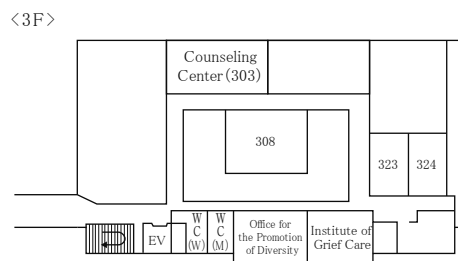 <3F>
Counseling
Center(303)
308
323
324
EV
W
C
(W)
W
C
(M)
Office for
the Promotion
of Diversity
Institute of
Grief Care